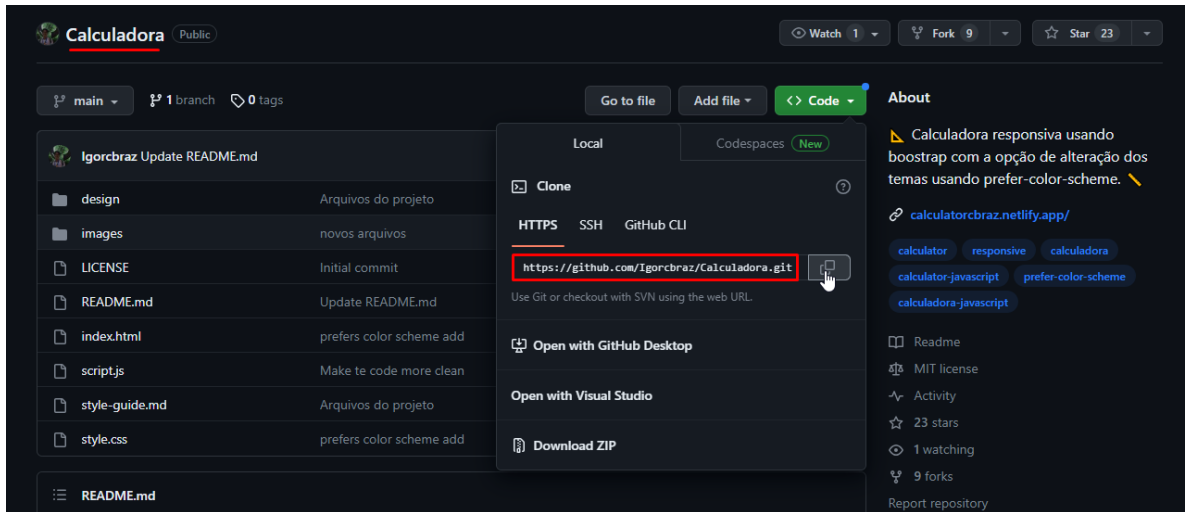 Calculadora Public
Watch 1
Fork 9
Star 23
main
1 branch
0 tags
Go to file
Add file
<> Code
Igorcbraz Update README.md
design Arquivos do projeto
images novos arquivos
LICENSE Initial commit
README.md Update README.md
index.html prefers color scheme add
script.js Make te code more clean
style-guide.md Arquivos do projeto
style.css prefers color scheme add
README.md
Local
Codespaces New
Clone
HTTPS SSH GitHub CLI
https://github.com/Igorcbraz/Calculadora.git
Use Git or checkout with SVN using the web URL.
Open with GitHub Desktop
Open with Visual Studio
Download ZIP
About
Calculadora responsiva usando
boostrap com a opção de alteração dos
temas usando prefer-color-scheme.
calculatorcbraz.netlify.app/
calculator responsive calculadora
calculator-javascript prefer-color-scheme
calculadora-javascript
Readme
MIT license
Activity
23 stars
1 watching
9 forks
Report repository